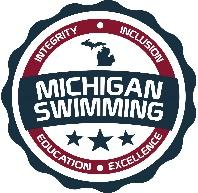 INTEGRITY • INCLUSION
MICHIGAN
SWIMMING
EDUCATION • EXCELLENCE